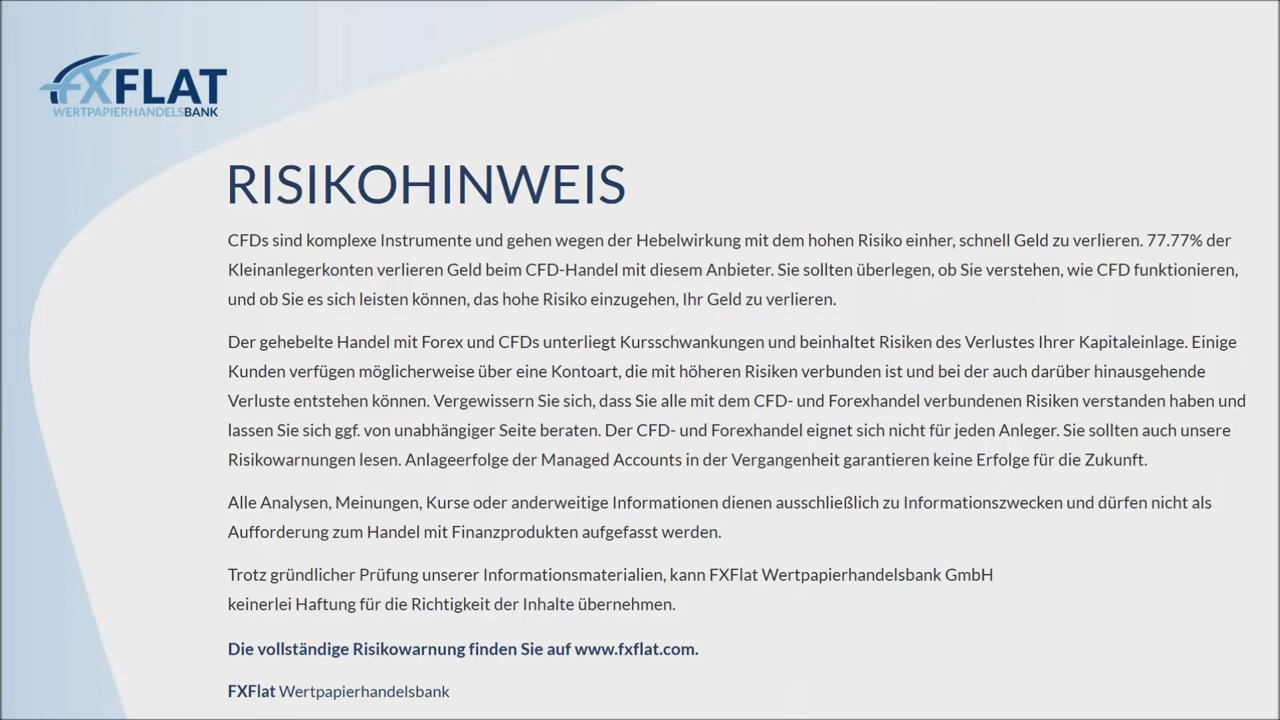 FXFLAT
WERTPAPIERHANDELSBANK
RISIKOHINWEIS
CFDs sind komplexe Instrumente und gehen wegen der Hebelwirkung mit dem hohen Risiko einher, schnell Geld zu verlieren. 77.77% der
Kleinanlegerkonten verlieren Geld beim CFD-Handel mit diesem Anbieter. Sie sollten überlegen, ob Sie verstehen, wie CFD funktionieren,
und ob Sie es sich leisten können, das hohe Risiko einzugehen, Ihr Geld zu verlieren.
Der gehebelte Handel mit Forex und CFDs unterliegt Kursschwankungen und beinhaltet Risiken des Verlustes Ihrer Kapitaleinlage. Einige
Kunden verfügen möglicherweise über eine Kontoart, die mit höheren Risiken verbunden ist und bei der auch darüber hinausgehende
Verluste entstehen können. Vergewissern Sie sich, dass Sie alle mit dem CFD- und Forexhandel verbundenen Risiken verstanden haben und
lassen Sie sich ggf. von unabhängiger Seite beraten. Der CFD- und Forexhandel eignet sich nicht für jeden Anleger. Sie sollten auch unsere
Risikowarnungen lesen. Anlageerfolge der Managed Accounts in der Vergangenheit garantieren keine Erfolge für die Zukunft.
Alle Analysen, Meinungen, Kurse oder anderweitige Informationen dienen ausschließlich zu Informationszwecken und dürfen nicht als
Aufforderung zum Handel mit Finanzprodukten aufgefasst werden.
Trotz gründlicher Prüfung unserer Informationsmaterialien, kann FXFlat Wertpapierhandelsbank GmbH
keinerlei Haftung für die Richtigkeit der Inhalte übernehmen.
Die vollständige Risikowarnung finden Sie auf www.fxflat.com.
FXFlat Wertpapierhandelsbank